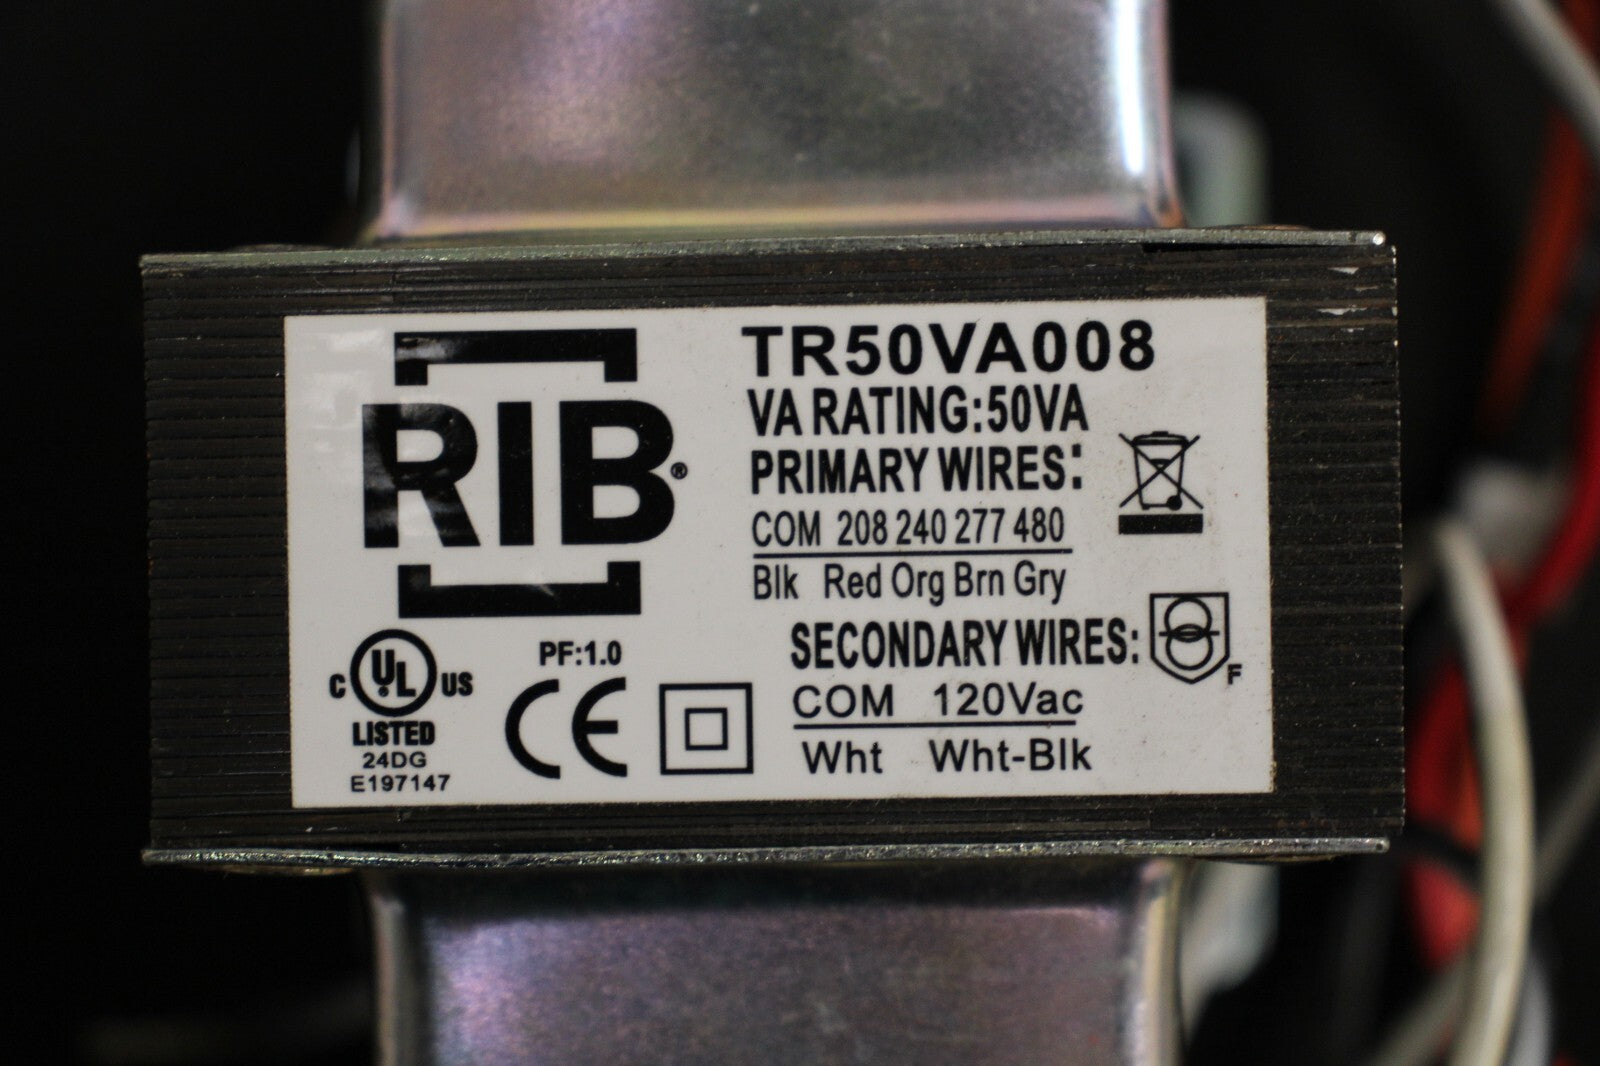 RIB®
TR50VA008
VA RATING:50VA
PRIMARY WIRES:
COM 208 240 277 480
Blk Red Org Brn Gry
SECONDARY WIRES:
COM 120Vac
Wht Wht-Blk
F
PF:1.0
C UL US
LISTED
24DG
E197147
CE